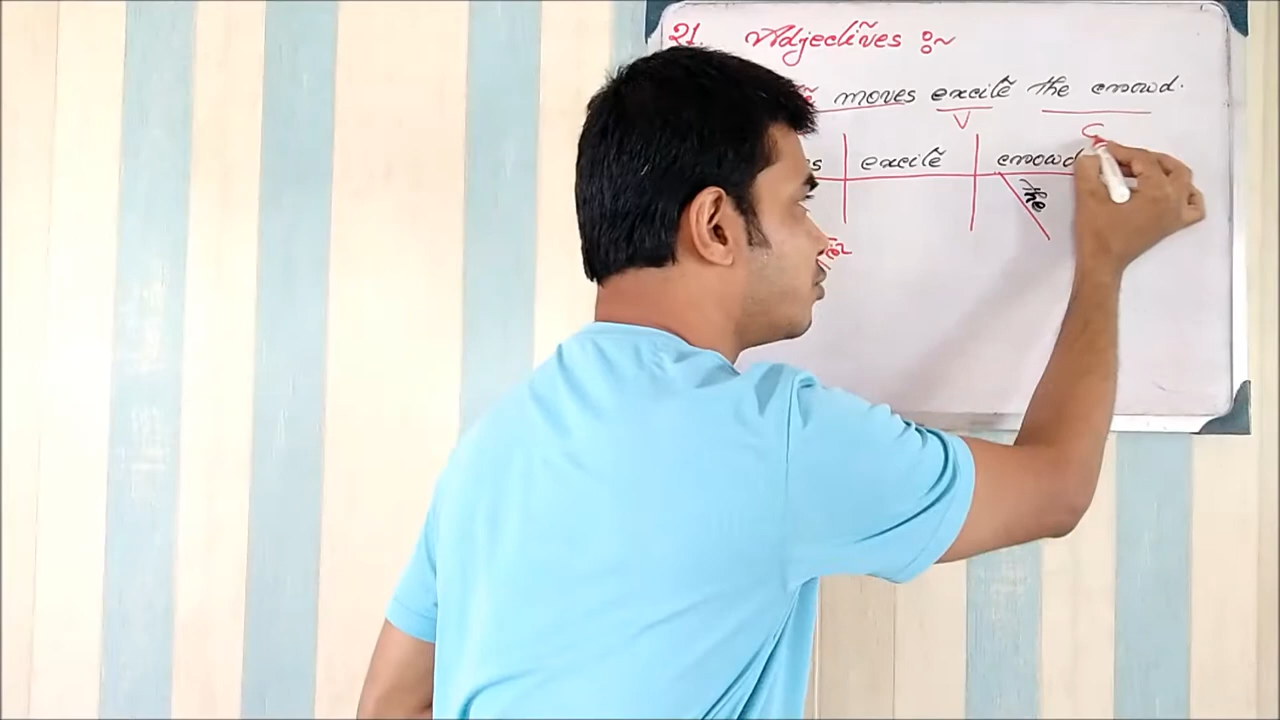 21. Adjectives :~
moves excite the crowd.
V
excite crowd
the